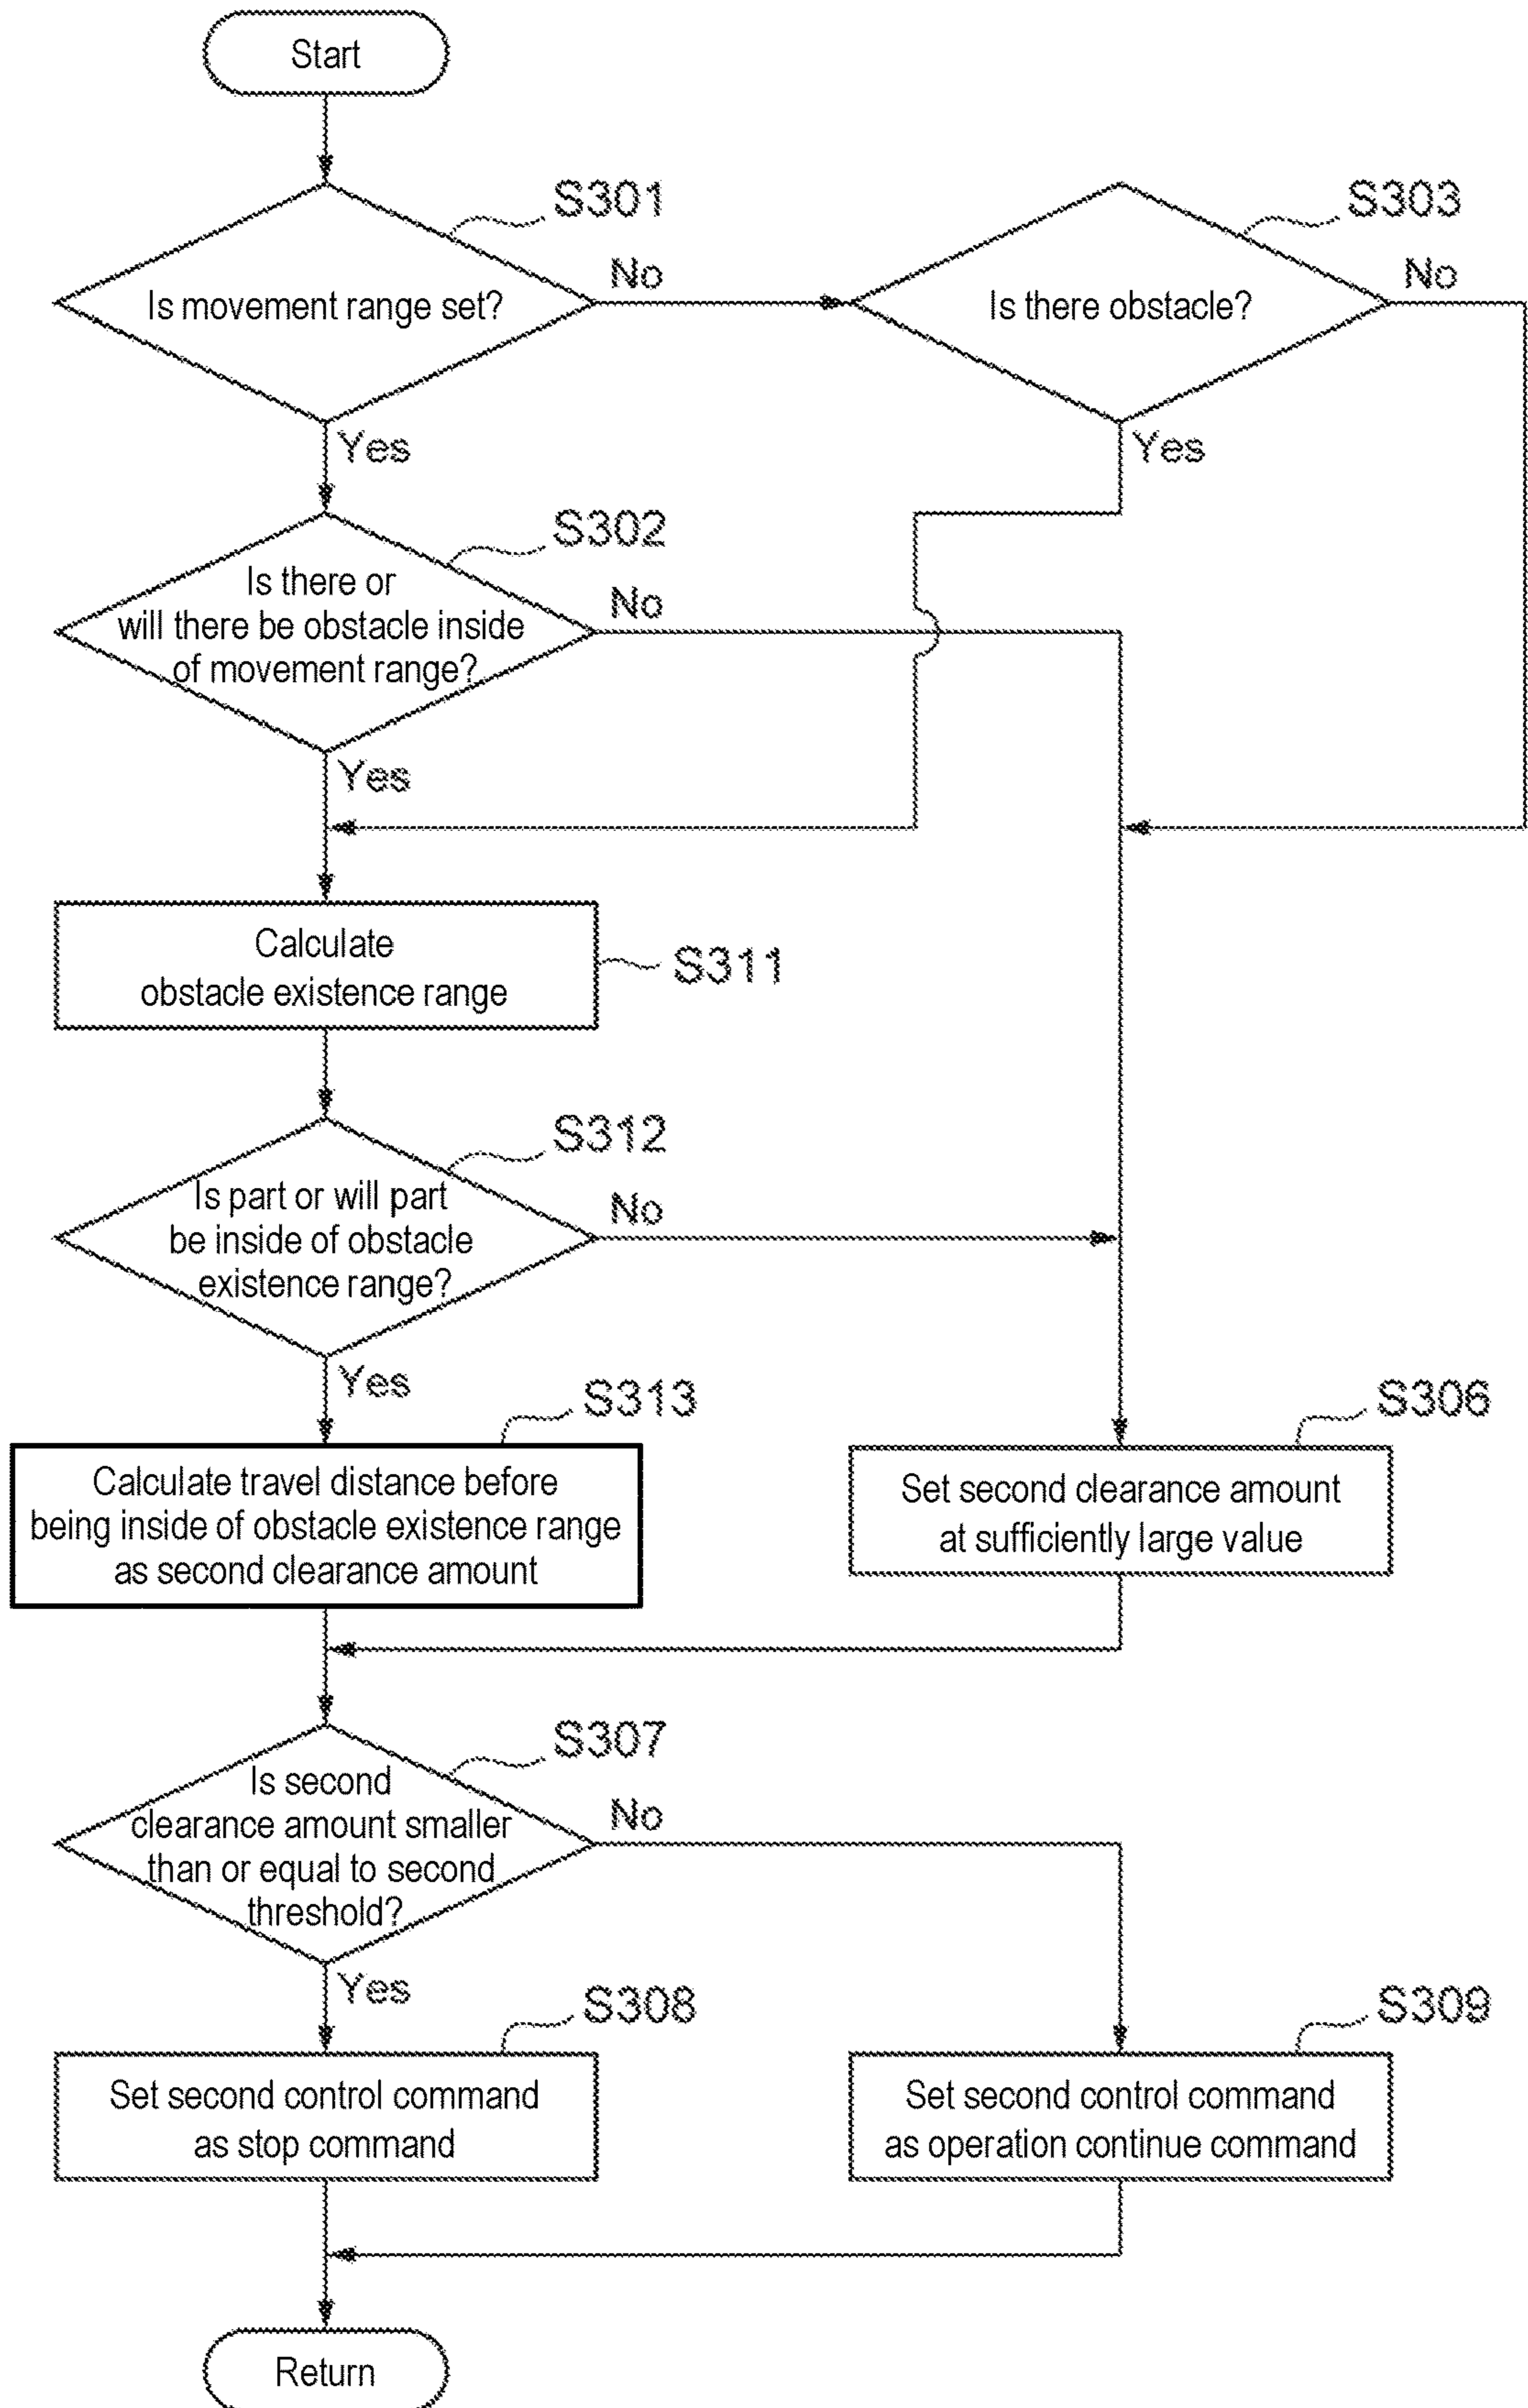 Start
S301
S303
Is movement range set?
No
Is there obstacle?
No
Yes
Yes
S302
Is there or
will there be obstacle inside
of movement range?
No
Yes
Calculate
obstacle existence range
S311
S312
Is part or will part
be inside of obstacle
existence range?
No
Yes
S313
S306
Calculate travel distance before
being inside of obstacle existence range
as second clearance amount
Set second clearance amount
at sufficiently large value
S307
Is second
clearance amount smaller
than or equal to second
threshold?
No
Yes
S308
S309
Set second control command
as stop command
Set second control command
as operation continue command
Return